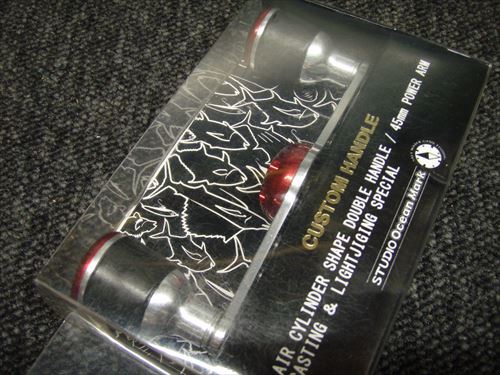 CUSTOM HANDLE
AIR CYLINDER SHAPE DOUBLE HANDLE / 45mm POWER ARM
CASTING & LIGHTJIGING SPECIAL
STUDIO Ocean Mark